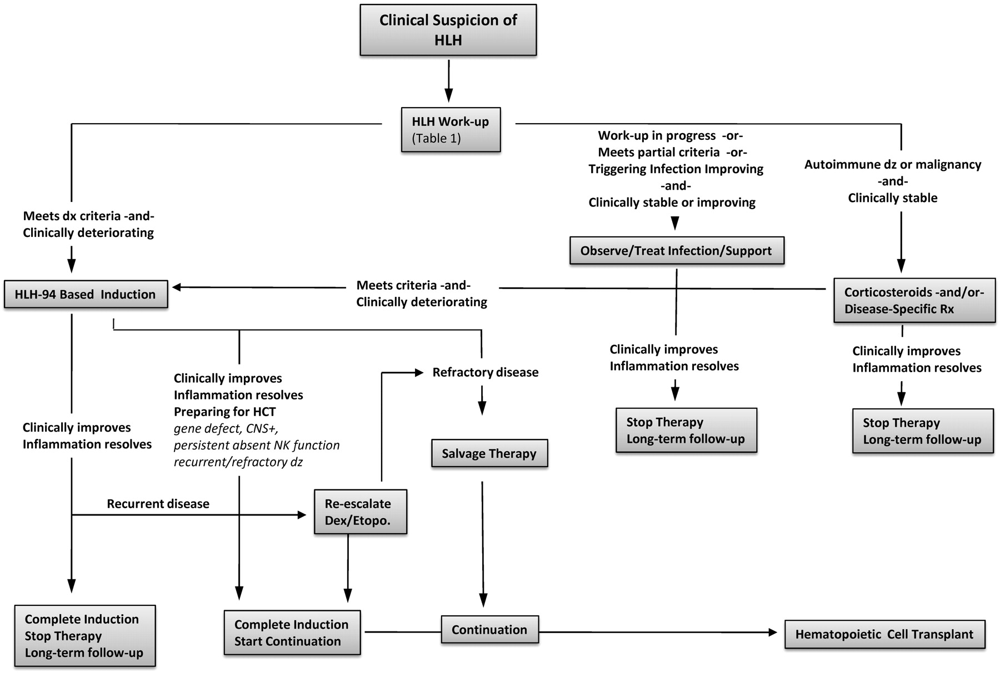 Clinical Suspicion of
HLH
HLH Work-up
(Table 1)
Work-up in progress -or-
Meets partial criteria -or-
Triggering Infection Improving
-and-
Clinically stable or improving
Autoimmune dz or malignancy
-and-
Clinically stable
Meets dx criteria -and-
Clinically deteriorating
Observe/Treat Infection/Support
HLH-94 Based Induction
Meets criteria -and-
Clinically deteriorating
Corticosteroids -and/or-
Disease-Specific Rx
Clinically improves
Inflammation resolves
Clinically improves
Inflammation resolves
Refractory disease
Clinically improves
Inflammation resolves
Preparing for HCT
gene defect, CNS+,
persistent absent NK function
recurrent/refractory dz
Clinically improves
Inflammation resolves
Stop Therapy
Long-term follow-up
Stop Therapy
Long-term follow-up
Salvage Therapy
Recurrent disease
Re-escalate
Dex/Etopo.
Complete Induction
Stop Therapy
Long-term follow-up
Complete Induction
Start Continuation
Continuation
Hematopoietic Cell Transplant